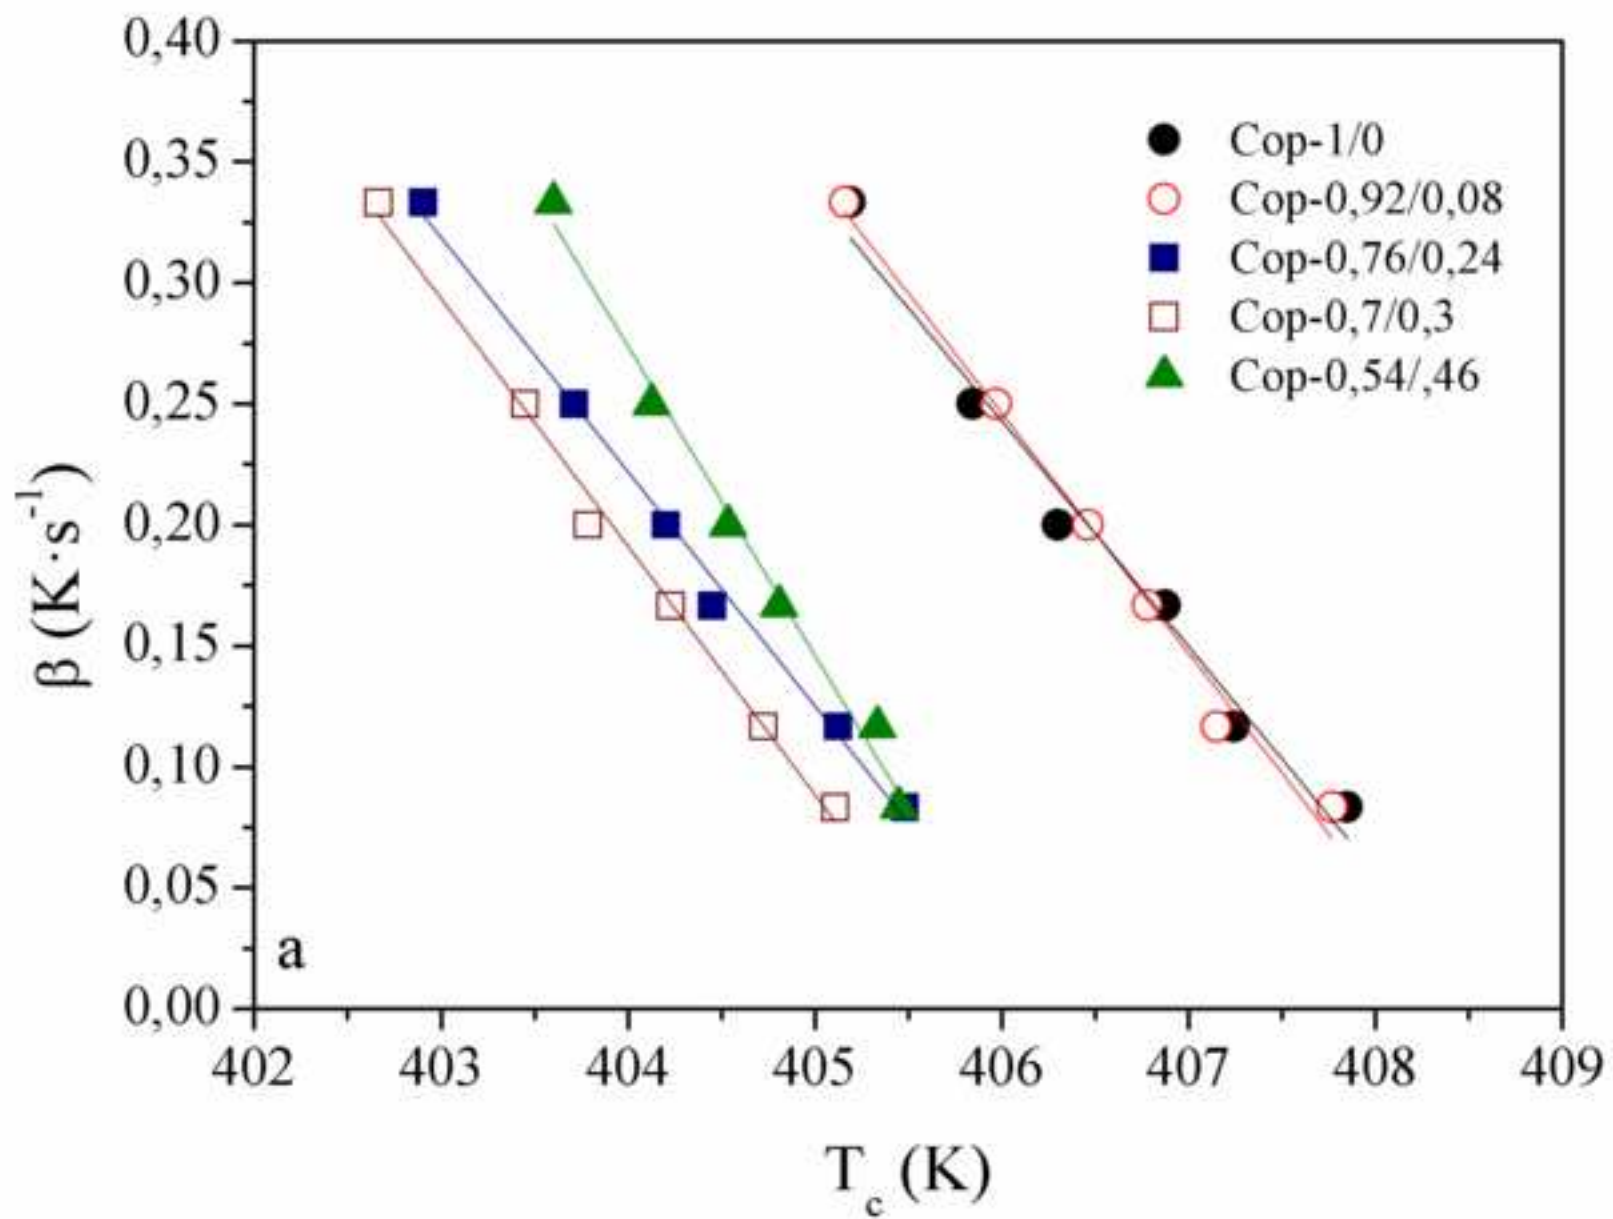 0,40
0,35
0,30
0,25
0,20
0,15
0,10
0,05
0,00
β (K·s⁻¹)
Cop-1/0
Cop-0,92/0,08
Cop-0,76/0,24
Cop-0,7/0,3
Cop-0,54/,46
a
402 403 404 405 406 407 408 409
T_c (K)